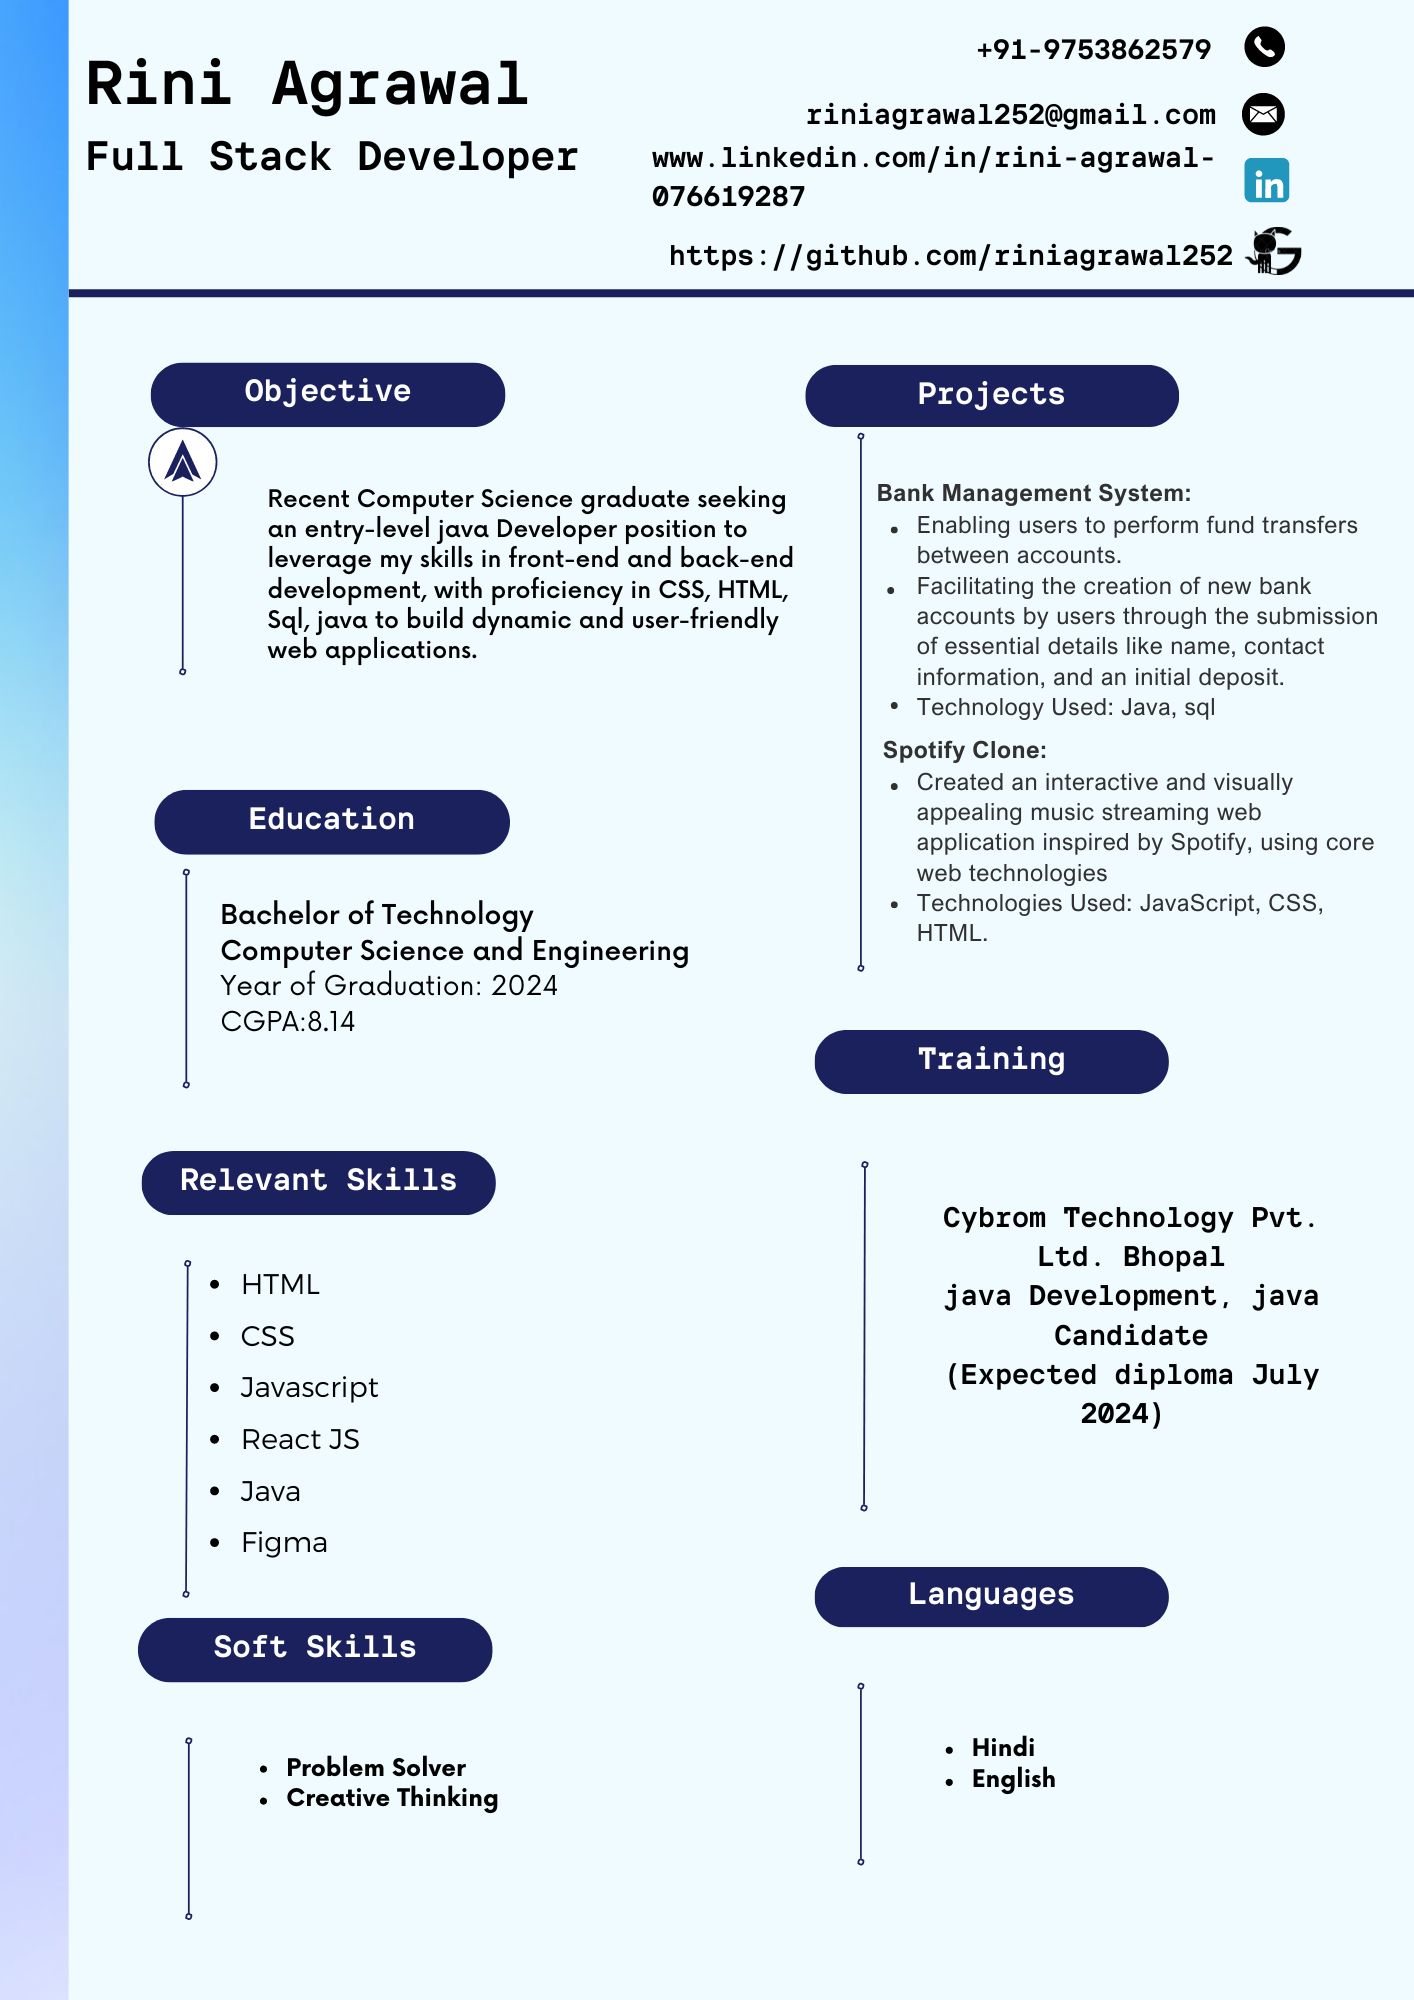 Rini Agrawal
Full Stack Developer
+91-9753862579
riniagrawal252@gmail.com
www.linkedin.com/in/rini-agrawal-
076619287
https://github.com/riniagrawal252
Objective
Recent Computer Science graduate seeking
an entry-level java Developer position to
leverage my skills in front-end and back-end
development, with proficiency in CSS, HTML,
Sql, java to build dynamic and user-friendly
web applications.
Education
Bachelor of Technology
Computer Science and Engineering
Year of Graduation: 2024
CGPA:8.14
Relevant Skills
• HTML
• CSS
• Javascript
• React JS
• Java
• Figma
Soft Skills
• Problem Solver
• Creative Thinking
Projects
Bank Management System:
• Enabling users to perform fund transfers
between accounts.
• Facilitating the creation of new bank
accounts by users through the submission
of essential details like name, contact
information, and an initial deposit.
• Technology Used: Java, sql
Spotify Clone:
• Created an interactive and visually
appealing music streaming web
application inspired by Spotify, using core
web technologies
• Technologies Used: JavaScript, CSS,
HTML.
Training
Cybrom Technology Pvt.
Ltd. Bhopal
java Development, java
Candidate
(Expected diploma July
2024)
Languages
• Hindi
• English